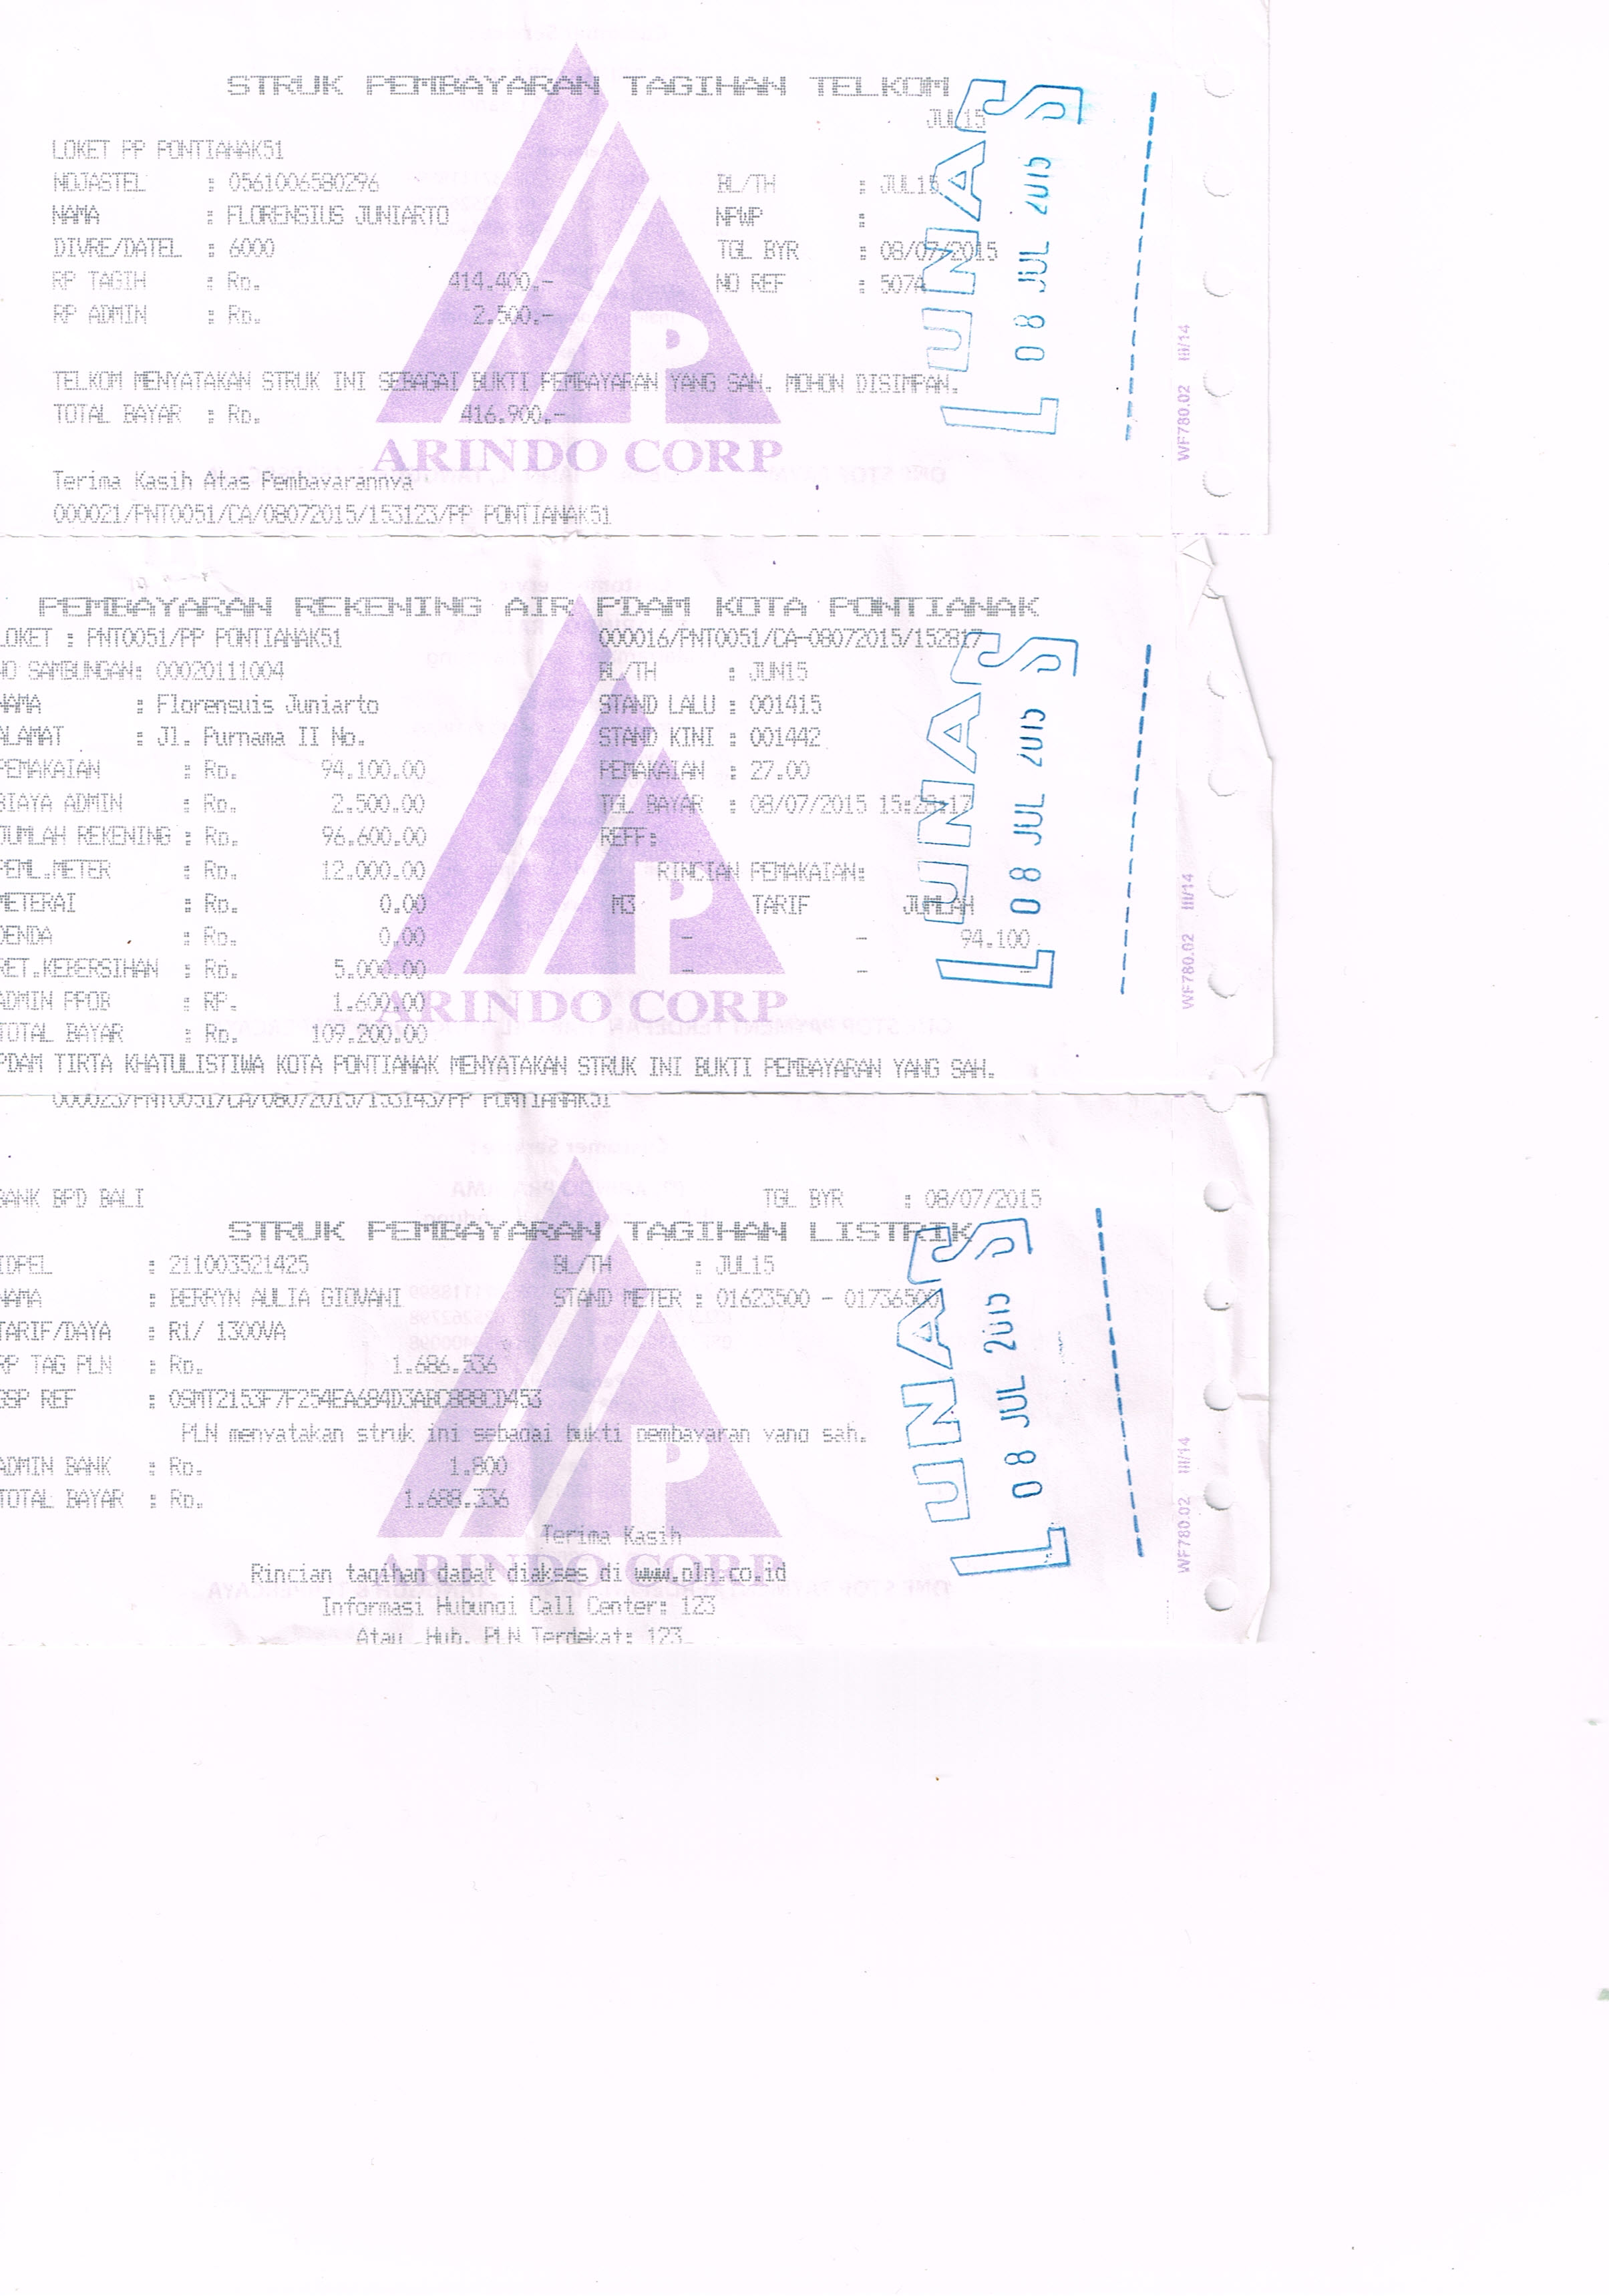 STRUK PEMBAYARAN TAGIHAN TELKOM
JUL15
LOKET PP PONTIANAK51
NOJASTEL : 0561006580296 BL/TH : JUL15
NAMA : FLORENSIUS JUNIARTO NPWP :
DIVRE/DATEL : 6000 TGL BYR : 08/07/2015
RP TAGIH : Rp. 414.400.- NO REF : 507A
RP ADMIN : Rp. 2.500.-
TELKOM MENYATAKAN STRUK INI SEBAGAI BUKTI PEMBAYARAN YANG SAH. MOHON DISIMPAN.
TOTAL BAYAR : Rp. 416.900.-
ARINDO CORP
Terima Kasih Atas Pembayarannya
000021/PNT0051/CA/08072015/153123/PP PONTIANAK51
LUNAS
08 JUL 2015
WF780.02 III/14
PEMBAYARAN REKENING AIR PDAM KOTA PONTIANAK
LOKET : PNT0051/PP PONTIANAK51 000016/PNT0051/CA-08072015/152817
NO SAMBUNGAN: 00020111004 BL/TH : JUN15
NAMA : Florensuis Juniarto STAND LALU : 001415
ALAMAT : Jl. Purnama II No. STAND KINI : 001442
PEMAKAIAN : Rp. 94.100.00 PEMAKAIAN : 27.00
BIAYA ADMIN : Rp. 2.500.00 TGL BAYAR : 08/07/2015 15:28:17
JUMLAH REKENING : Rp. 96.600.00 REFF:
PEML.METER : Rp. 12.000.00 RINCIAN PEMAKAIAN:
METERAI : Rp. 0.00 M3 TARIF JUMLAH
DENDA : Rp. 0.00 - - 94.100
RET.KEBERSIHAN : Rp. 5.000.00 - -
ADMIN PPOB : RP. 1.600.00
ARINDO CORP
TOTAL BAYAR : Rp. 109.200.00
PDAM TIRTA KHATULISTIWA KOTA PONTIANAK MENYATAKAN STRUK INI BUKTI PEMBAYARAN YANG SAH.
LUNAS
08 JUL 2015
WF780.02 III/14
000023/PNT0051/CA/08072015/153143/PP PONTIANAK51
BANK BPD BALI TGL BYR : 08/07/2015
STRUK PEMBAYARAN TAGIHAN LISTRIK
IDPEL : 211003521425 BL/TH : JUL15
NAMA : BERRYN AULIA GIOVANI STAND METER : 01623500 - 01736500
TARIF/DAYA : R1/ 1300VA
RP TAG PLN : Rp. 1.686.536
GSP REF : 0SMT2153F7F254EA684D3ABC888CD453
PLN menyatakan struk ini sebagai bukti pembayaran yang sah.
ADMIN BANK : Rp. 1.800
TOTAL BAYAR : Rp. 1.688.336
Terima Kasih
ARINDO CORP
Rincian tagihan dapat diakses di www.pln.co.id
Informasi Hubungi Call Center: 123
Atau Hub. PLN Terdekat: 123
LUNAS
08 JUL 2015
WF780.02 III/14